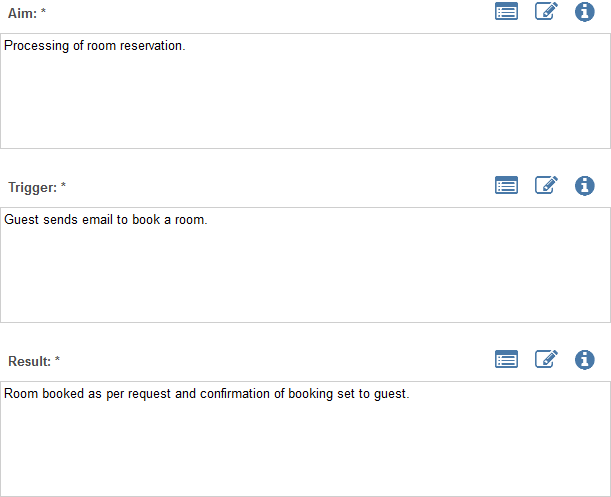 Aim: *
Processing of room reservation.
Trigger: *
Guest sends email to book a room.
Result: *
Room booked as per request and confirmation of booking set to guest.